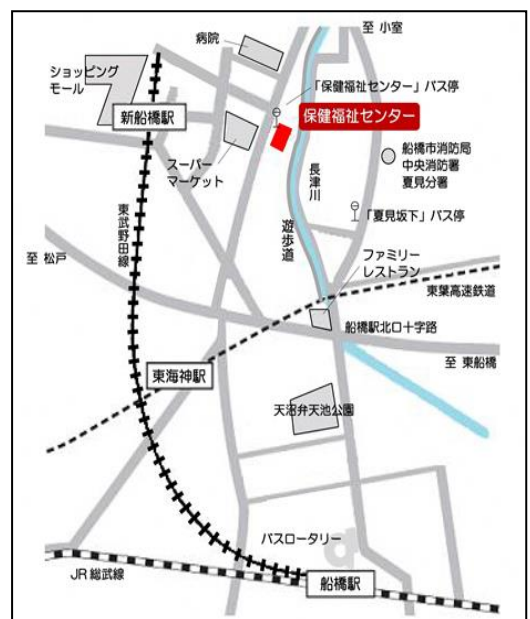 至 小室
病院
ショッピング
モール
「保健福祉センター」バス停
新船橋駅
保健福祉センター
スーパー
マーケット
船橋市消防局
中央消防署
夏見分署
長津川
遊歩道
「夏見坂下」バス停
東武野田線
至 松戸
ファミリー
レストラン
東葉高速鉄道
船橋駅北口十字路
至 東船橋
東海神駅
天沼弁天池公園
バスロータリー
JR 総武線
船橋駅